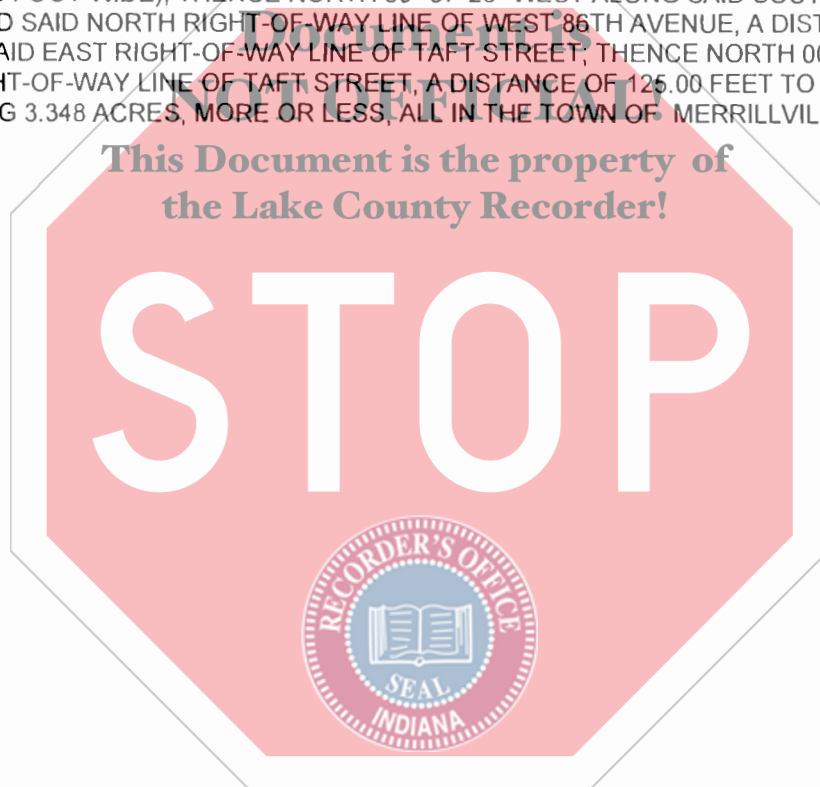 SAID NORTH RIGHT-OF-WAY LINE OF WEST 86TH AVENUE, A DIST
AID EAST RIGHT-OF-WAY LINE OF TAFT STREET; THENCE NORTH 00
HT-OF-WAY LINE OF TAFT STREET, A DISTANCE OF 125.00 FEET TO
G 3.348 ACRES, MORE OR LESS, ALL IN THE TOWN OF MERRILLVIL
Document is
NOT OFFICIAL!
This Document is the property of
the Lake County Recorder!
STOP
RECORDER'S OFFICE
SEAL
INDIANA